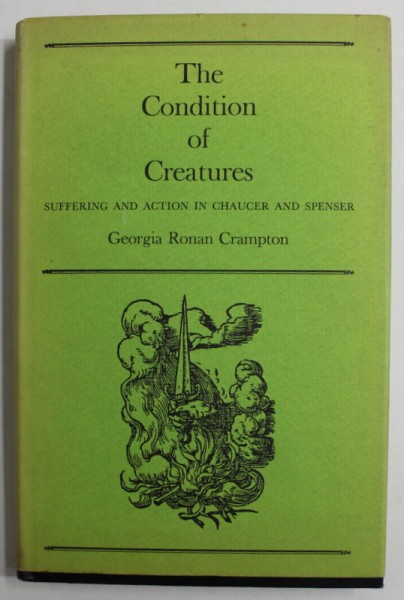 The
Condition
of
Creatures
SUFFERING AND ACTION IN CHAUCER AND SPENSER
Georgia Ronan Crampton